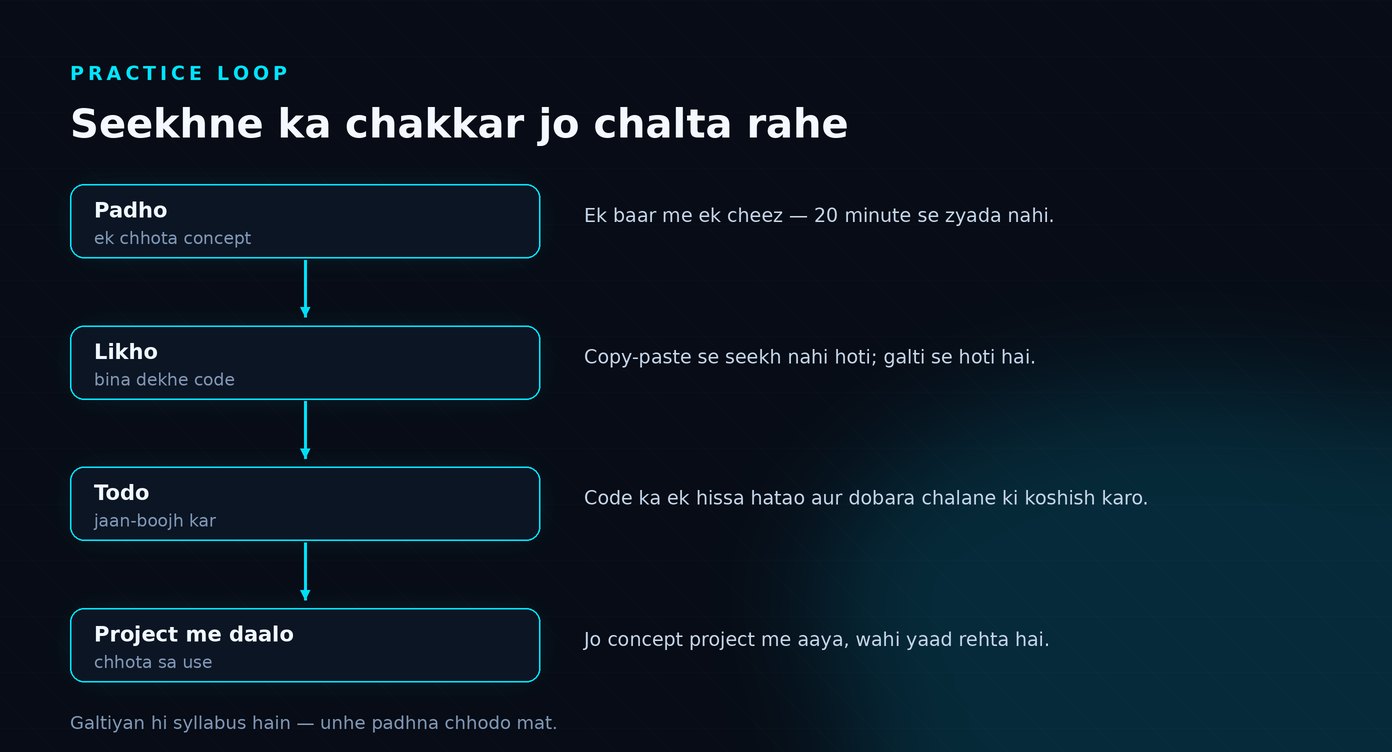 PRACTICE LOOP
Seekhne ka chakkar jo chalta rahe
Padho
ek chhota concept
Ek baar me ek cheez — 20 minute se zyada nahi.
Likho
bina dekhe code
Copy-paste se seekh nahi hoti; galti se hoti hai.
Todo
jaan-boojh kar
Code ka ek hissa hatao aur dobara chalane ki koshish karo.
Project me daalo
chhota sa use
Jo concept project me aaya, wahi yaad rehta hai.
Galtiyan hi syllabus hain — unhe padhna chhodo mat.